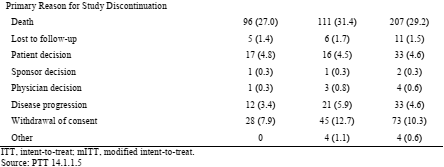 Primary Reason for Study Discontinuation
Death 96 (27.0) 111 (31.4) 207 (29.2)
Lost to follow-up 5 (1.4) 6 (1.7) 11 (1.5)
Patient decision 17 (4.8) 16 (4.5) 33 (4.6)
Sponsor decision 1 (0.3) 1 (0.3) 2 (0.3)
Physician decision 1 (0.3) 3 (0.8) 4 (0.6)
Disease progression 12 (3.4) 21 (5.9) 33 (4.6)
Withdrawal of consent 28 (7.9) 45 (12.7) 73 (10.3)
Other 0 4 (1.1) 4 (0.6)
ITT, intent-to-treat; mITT, modified intent-to-treat.
Source: PTT 14.1.1.5